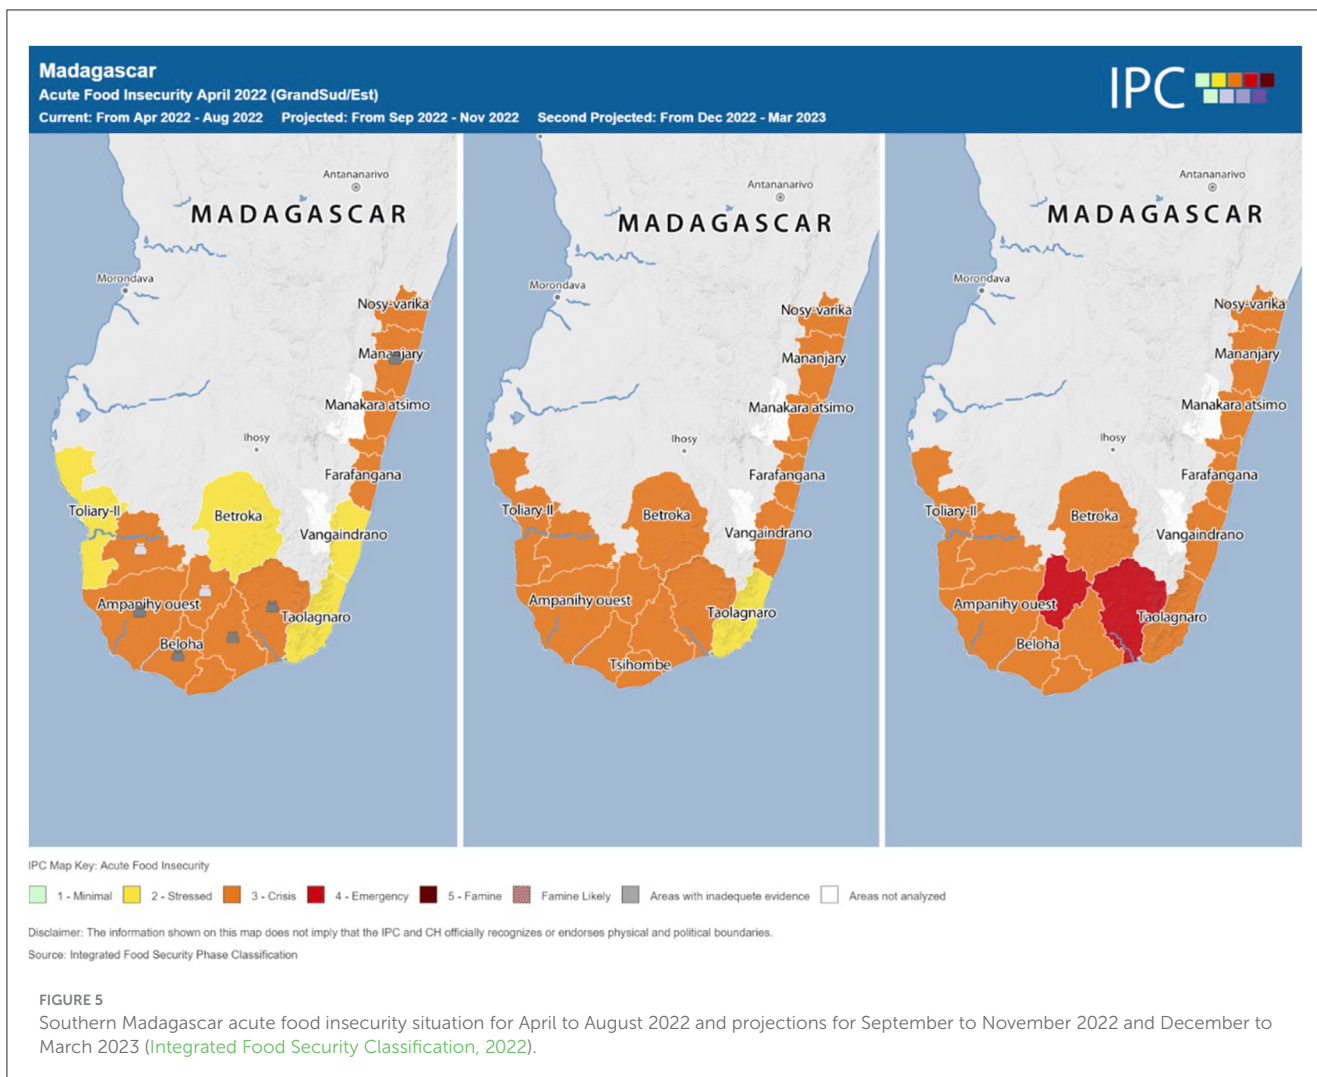 Madagascar
Acute Food Insecurity April 2022 (GrandSud/Est)
Current: From Apr 2022 - Aug 2022 Projected: From Sep 2022 - Nov 2022 Second Projected: From Dec 2022 - Mar 2023
IPC
Antananarivo
MADAGASCAR
Morondava
Nosy-varika
Mananjary
Manakara atsimo
Ihosy
Farafangana
Toliary-II
Betroka
Vangaindrano
Ampanihy ouest
Taolagnaro
Beloha
Antananarivo
MADAGASCAR
Morondava
Nosy-varika
Mananjary
Manakara atsimo
Ihosy
Farafangana
Toliary-II
Betroka
Vangaindrano
Ampanihy ouest
Taolagnaro
Tsihombe
Antananarivo
MADAGASCAR
Morondava
Nosy-varika
Mananjary
Manakara atsimo
Ihosy
Farafangana
Toliary-II
Betroka
Vangaindrano
Ampanihy ouest
Taolagnaro
Beloha
IPC Map Key: Acute Food Insecurity
1 - Minimal 2 - Stressed 3 - Crisis 4 - Emergency 5 - Famine Famine Likely Areas with inadequete evidence Areas not analyzed
Disclaimer: The information shown on this map does not imply that the IPC and CH officially recognizes or endorses physical and political boundaries.
Source: Integrated Food Security Phase Classification
FIGURE 5
Southern Madagascar acute food insecurity situation for April to August 2022 and projections for September to November 2022 and December to
March 2023 (Integrated Food Security Classification, 2022).